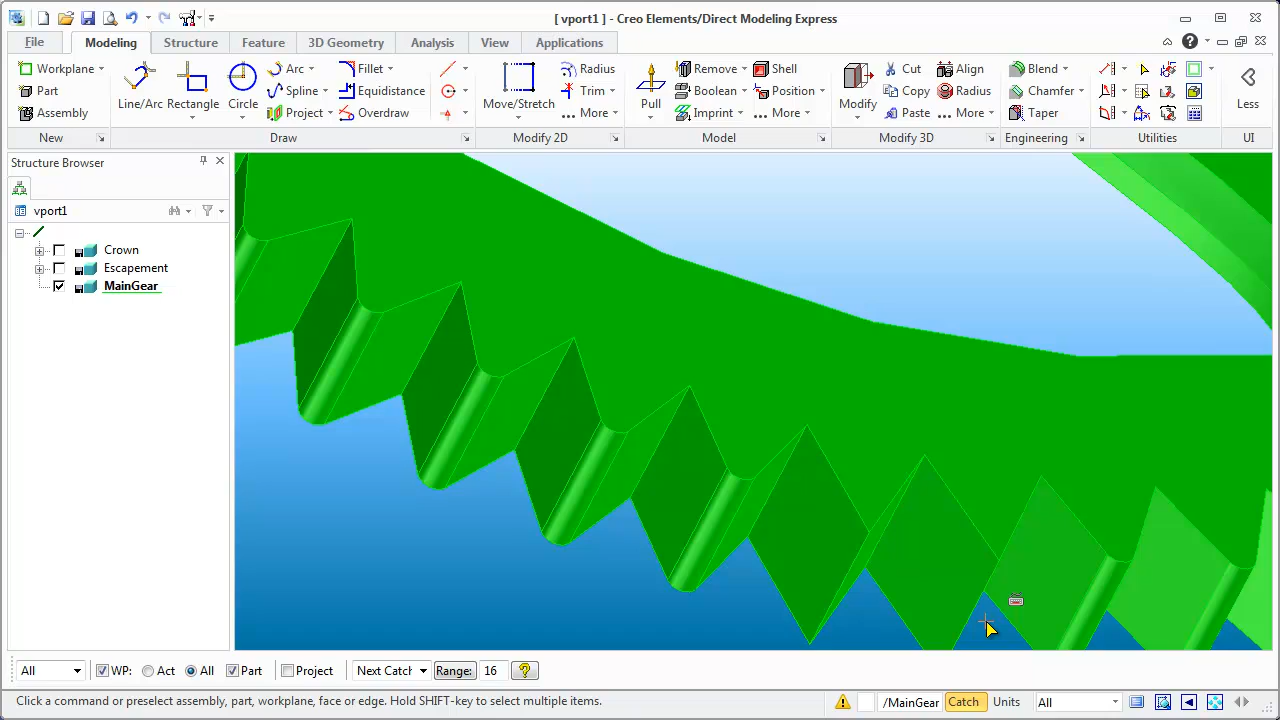 [ vport1 ] - Creo Elements/Direct Modeling Express
File Modeling Structure Feature 3D Geometry Analysis View Applications
Workplane Line/Arc Rectangle Circle Arc Fillet Move/Stretch Radius Pull Remove Shell Modify Cut Align Blend Less
Part Spline Equidistance Trim Boolean Position Copy Radius Chamfer
Assembly Project Overdraw More Imprint More Paste More Taper
New Draw Modify 2D Model Modify 3D Engineering Utilities UI
Structure Browser
vport1
Crown
Escapement
MainGear
All WP: Act All Part Project Next Catch Range: 16 ?
Click a command or preselect assembly, part, workplane, face or edge. Hold SHIFT-key to select multiple items. /MainGear Catch Units All